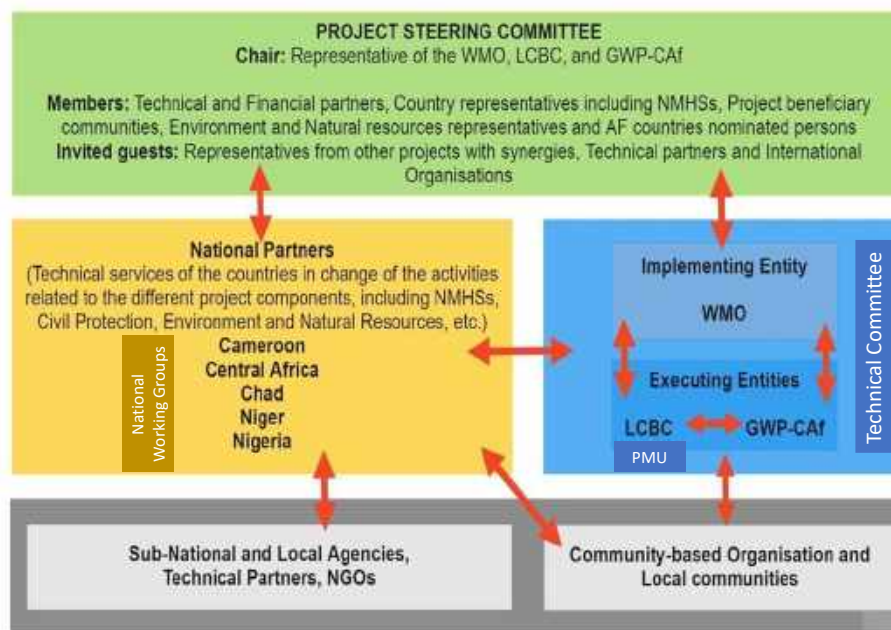 PROJECT STEERING COMMITTEE
Chair: Representative of the WMO, LCBC, and GWP-CAf
Members: Technical and Financial partners, Country representatives including NMHSs, Project beneficiary
communities, Environment and Natural resources representatives and AF countries nominated persons
Invited guests: Representatives from other projects with synergies, Technical partners and International
Organisations
National Partners
(Technical services of the countries in change of the activities
related to the different project components, including NMHSs,
Civil Protection, Environment and Natural Resources, etc.)
Cameroon
Central Africa
Chad
Niger
Nigeria
National
Working Groups
Implementing Entity
WMO
Executing Entities
LCBC
GWP-CAf
PMU
Technical Committee
Sub-National and Local Agencies,
Technical Partners, NGOs
Community-based Organisation and
Local communities